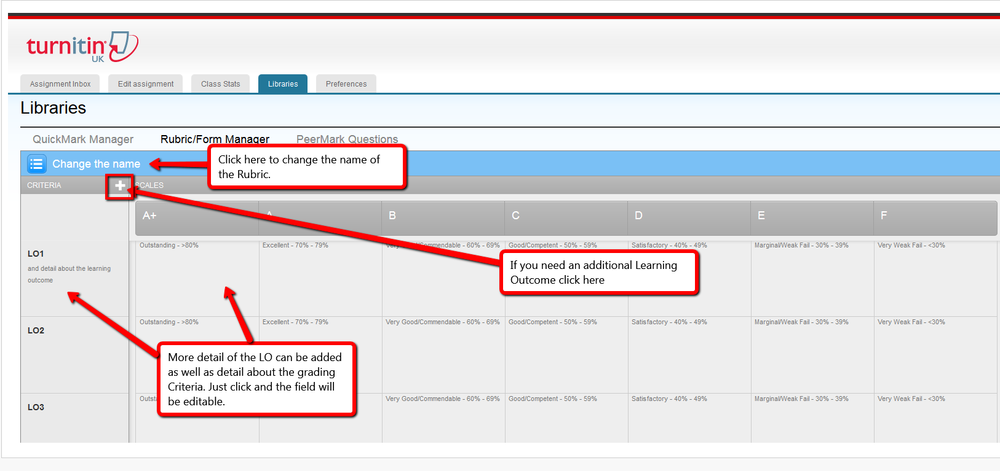 turnitin
UK
Assignment Inbox
Edit assignment
Class Stats
Libraries
Preferences
Libraries
QuickMark Manager
Rubric/Form Manager
PeerMark Questions
Change the name
Click here to change the name of
the Rubric.
CRITERIA
SCALES
A+
A
B
C
D
E
F
LO1
and detail about the learning
outcome
Outstanding - >80%
Excellent - 70% - 79%
Very Good/Commendable - 60% - 69%
Good/Competent - 50% - 59%
Satisfactory - 40% - 49%
Marginal/Weak Fail - 30% - 39%
Very Weak Fail - <30%
If you need an additional Learning
Outcome click here
LO2
Outstanding - >80%
Excellent - 70% - 79%
Very Good/Commendable - 60% - 69%
Good/Competent - 50% - 59%
Satisfactory - 40% - 49%
Marginal/Weak Fail - 30% - 39%
Very Weak Fail - <30%
More detail of the LO can be added
as well as detail about the grading
Criteria. Just click and the field will
be editable.
LO3
Very Good/Commendable - 60% - 69%
Good/Competent - 50% - 59%
Satisfactory - 40% - 49%
Marginal/Weak Fail - 30% - 39%
Very Weak Fail - <30%